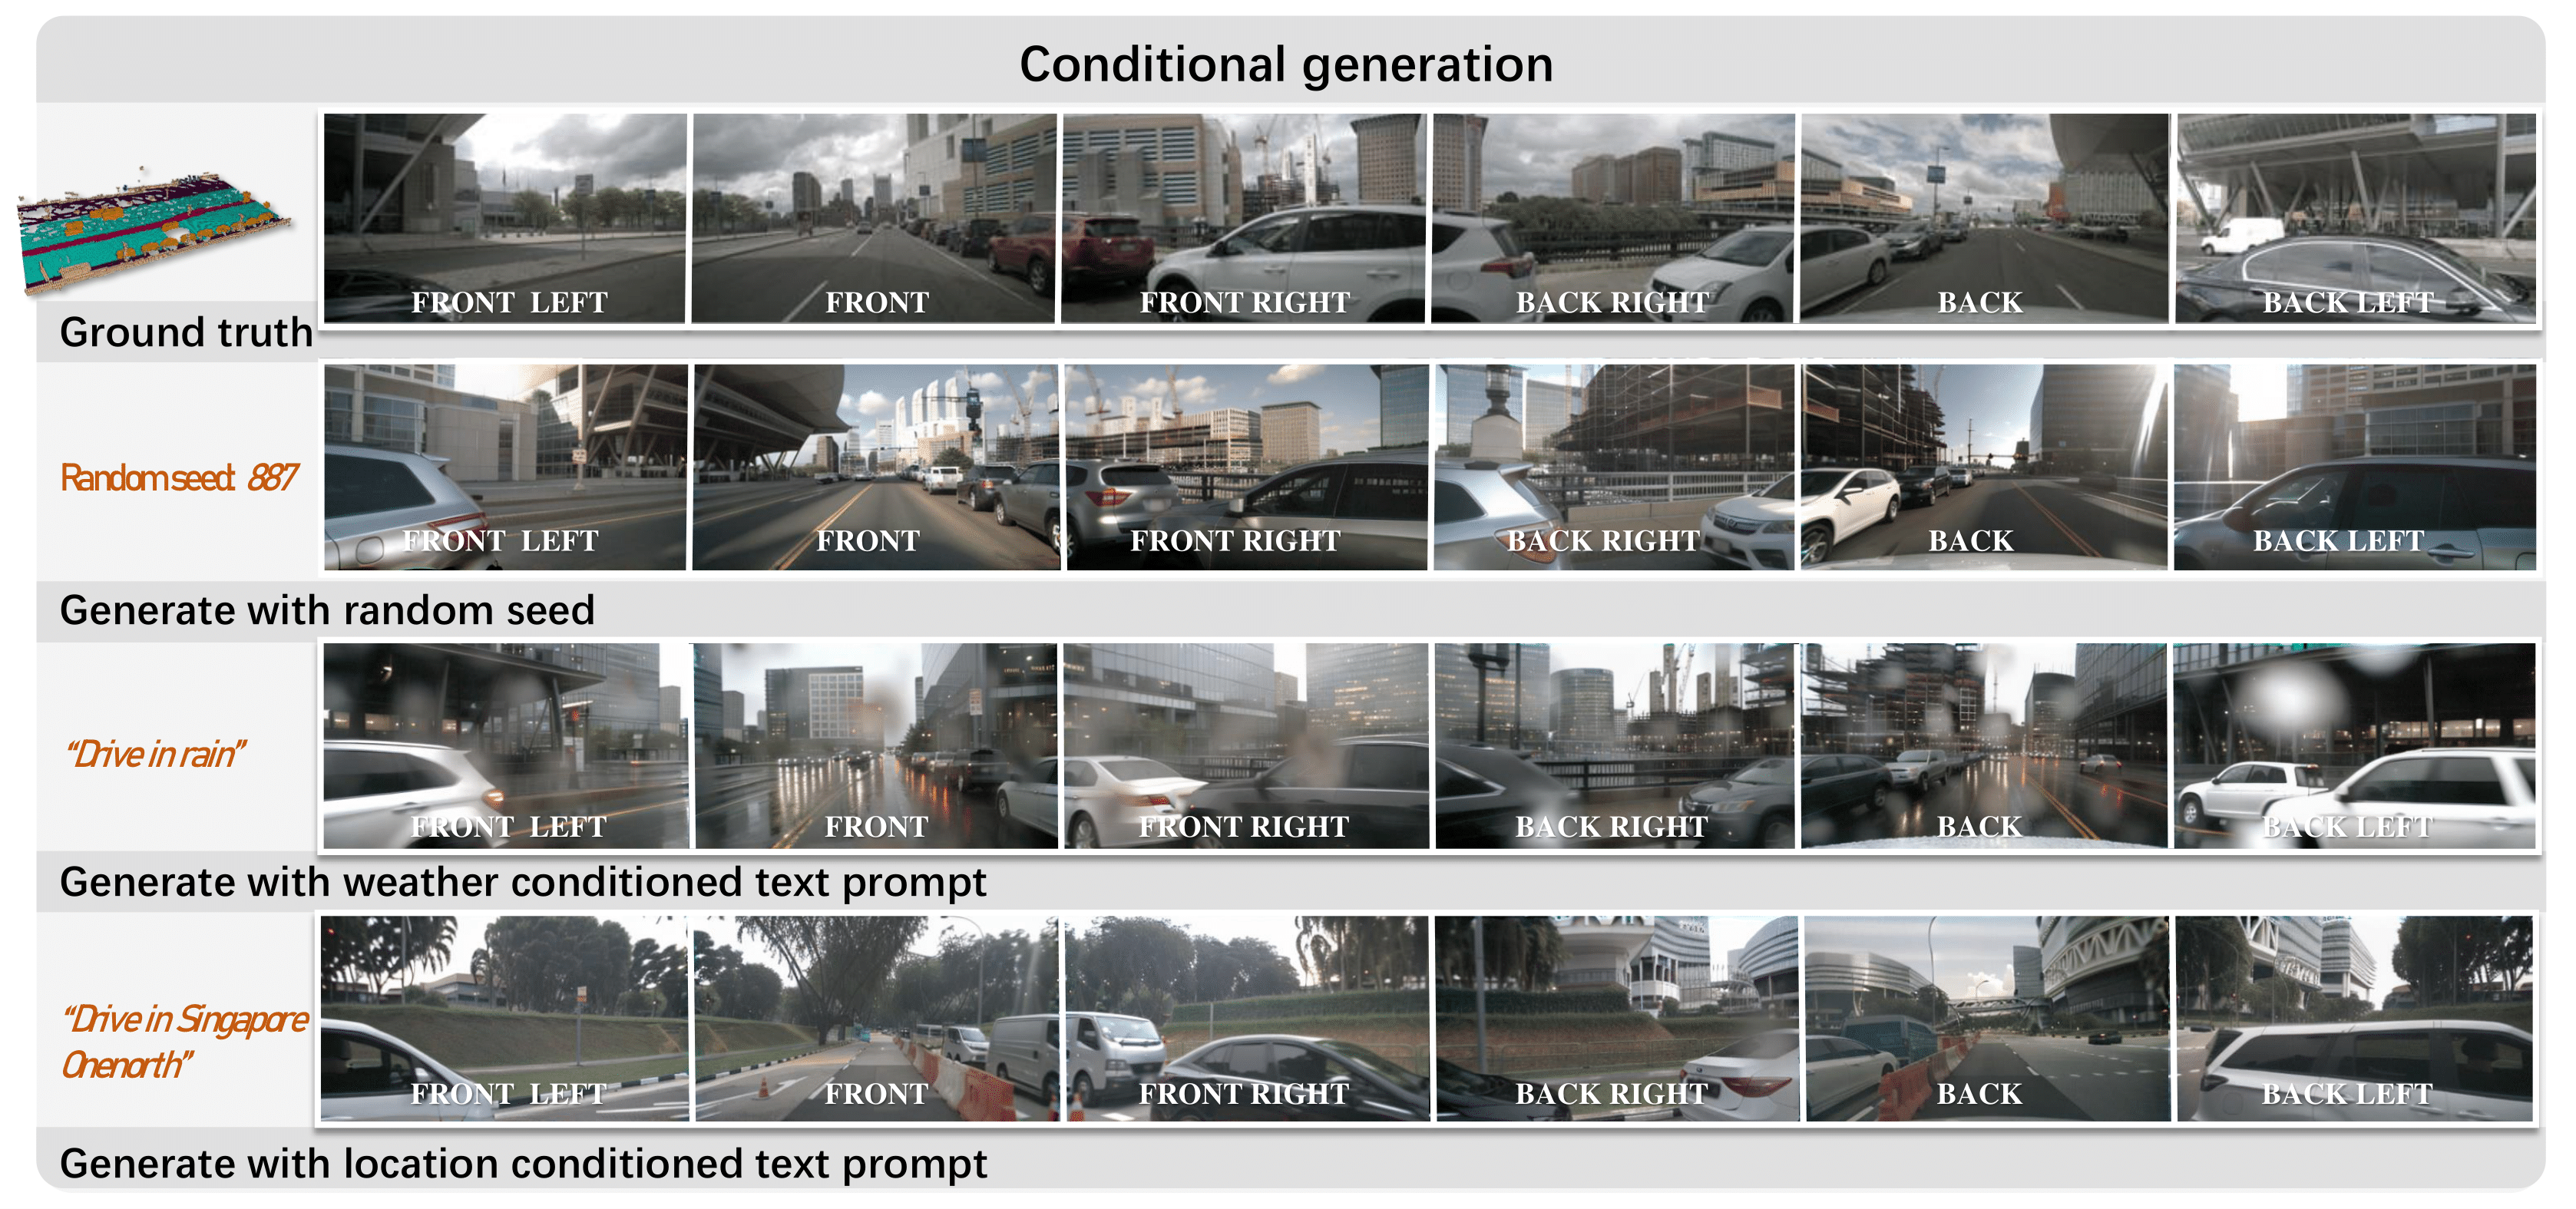 Conditional generation
FRONT LEFT
FRONT
FRONT RIGHT
BACK RIGHT
BACK
BACK LEFT
Ground truth
Random seed: 887
FRONT LEFT
FRONT
FRONT RIGHT
BACK RIGHT
BACK
BACK LEFT
Generate with random seed
“Drive in rain”
FRONT LEFT
FRONT
FRONT RIGHT
BACK RIGHT
BACK
BACK LEFT
Generate with weather conditioned text prompt
“Drive in Singapore
Onenorth”
FRONT LEFT
FRONT
FRONT RIGHT
BACK RIGHT
BACK
BACK LEFT
Generate with location conditioned text prompt